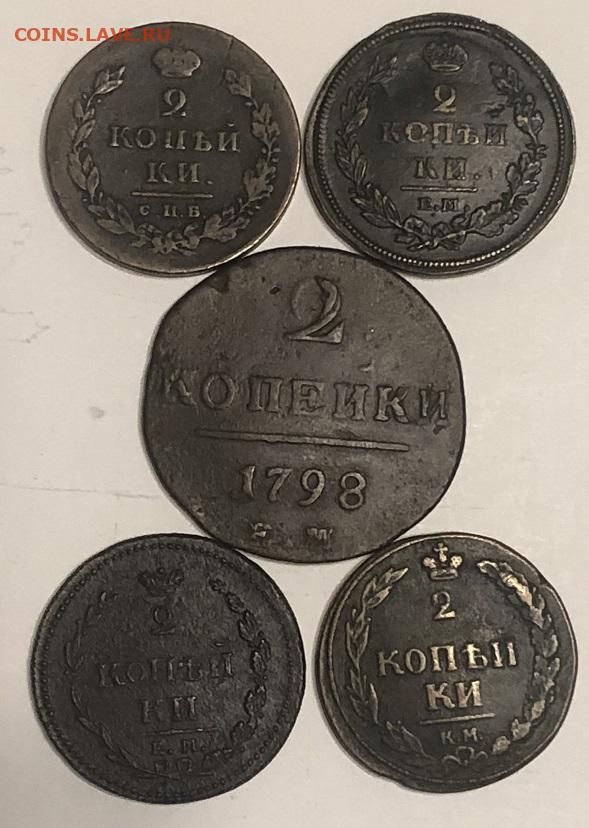 COINS.LAVE.RU
2
КОПѢЙ
КИ.
С П Б
2
КОПѢЙ
КИ.
Е.М.
2
КОПЕЙКИ
1798
Е М
2
КОПѢЙ
КИ
Е.М.
2
КОПѢЙ
КИ
К.М.